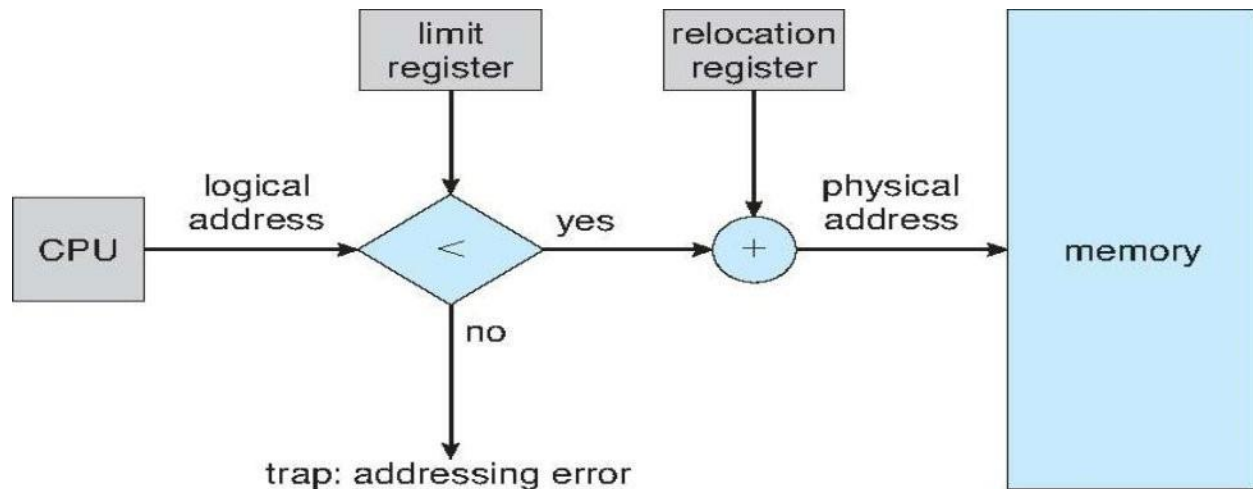 limit
register
relocation
register
logical
address
physical
address
CPU
<
yes
+
memory
no
trap: addressing error